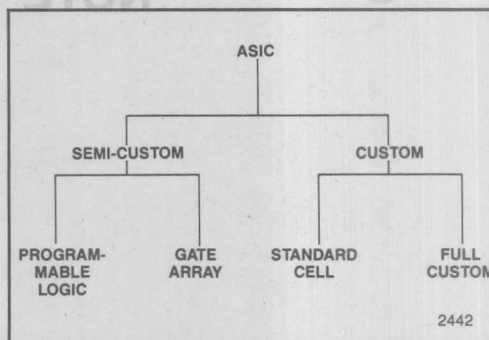 ASIC
SEMI-CUSTOM
CUSTOM
PROGRAM-
MABLE
LOGIC
GATE
ARRAY
STANDARD
CELL
FULL
CUSTOM
2442